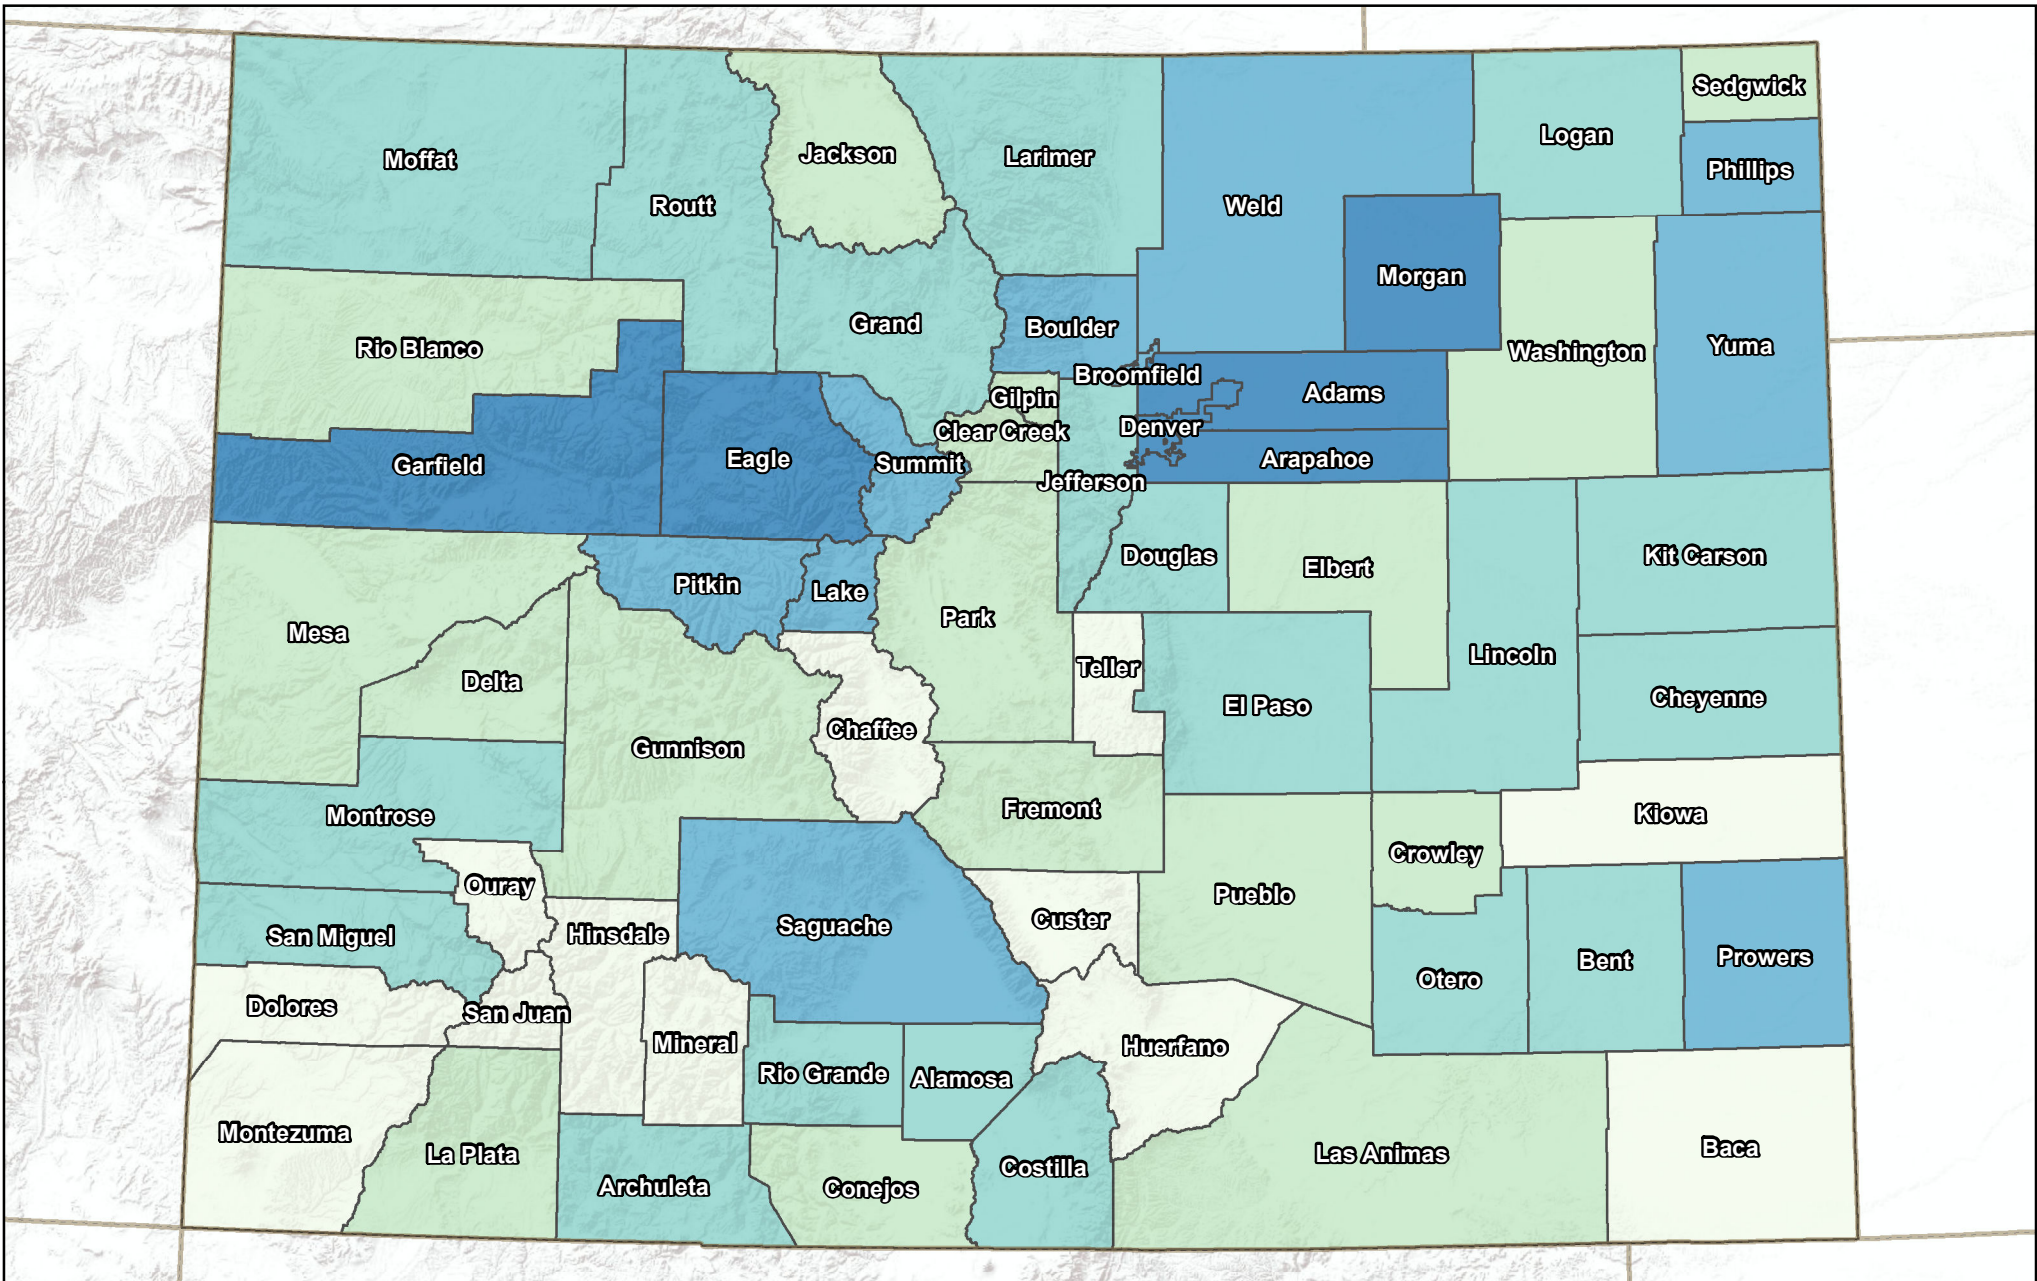 Sedgwick
Logan
Moffat
Jackson
Larimer
Phillips
Routt
Weld
Morgan
Grand
Boulder
Rio Blanco
Washington
Yuma
Broomfield
Gilpin
Adams
Denver
Clear Creek
Garfield
Eagle
Summit
Arapahoe
Jefferson
Douglas
Elbert
Kit Carson
Pitkin
Lake
Park
Mesa
Teller
Lincoln
Delta
Cheyenne
El Paso
Chaffee
Gunnison
Montrose
Fremont
Kiowa
Crowley
Ouray
Pueblo
San Miguel
Hinsdale
Saguache
Custer
Otero
Bent
Prowers
Dolores
San Juan
Mineral
Huerfano
Rio Grande
Alamosa
Montezuma
La Plata
Las Animas
Baca
Archuleta
Conejos
Costilla